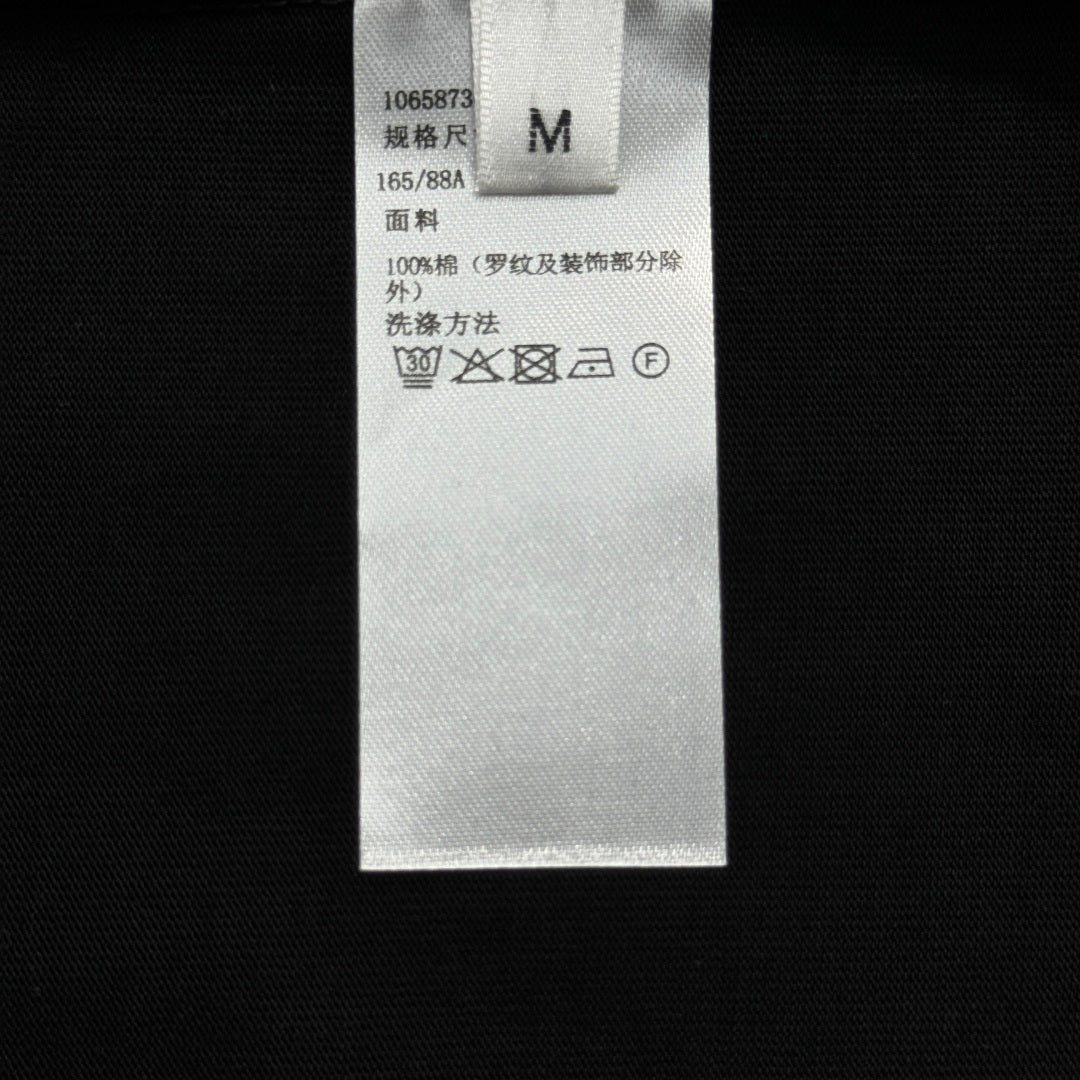 1065873
M
规格尺
165/88A
面料
100%棉（罗纹及装饰部分除
外）
洗涤方法
30
F